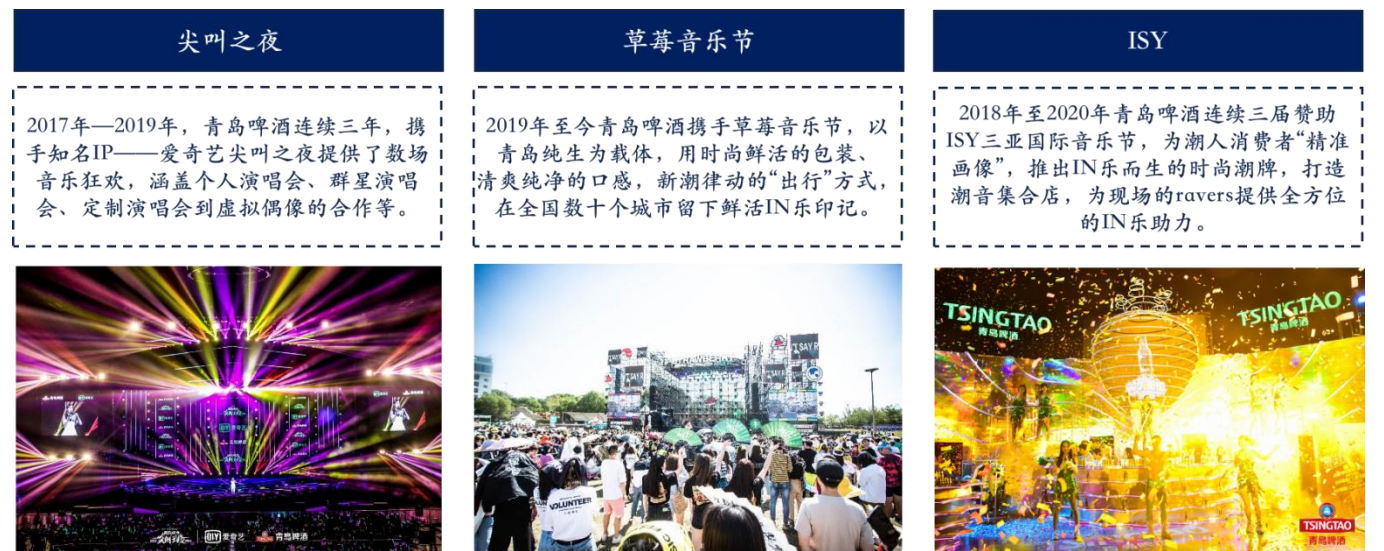 尖叫之夜
2017年—2019年，青岛啤酒连续三年，携
手知名IP——爱奇艺尖叫之夜提供了数场
音乐狂欢，涵盖个人演唱会、群星演唱
会、定制演唱会到虚拟偶像的合作等。
草莓音乐节
2019年至今青岛啤酒携手草莓音乐节，以
青岛纯生为载体，用时尚鲜活的包装、
清爽纯净的口感，新潮律动的“出行”方式，
在全国数十个城市留下鲜活IN乐印记。
ISY
2018年至2020年青岛啤酒连续三届赞助
ISY三亚国际音乐节，为潮人消费者“精准
画像”，推出IN乐而生的时尚潮牌，打造
潮音集合店，为现场的ravers提供全方位
的IN乐助力。
iQIYI 爱奇艺
青岛啤酒
VOLUNTEER
TSINGTAO
青岛啤酒
TSINGTAO
青岛啤酒
TSINGTAO
青岛啤酒